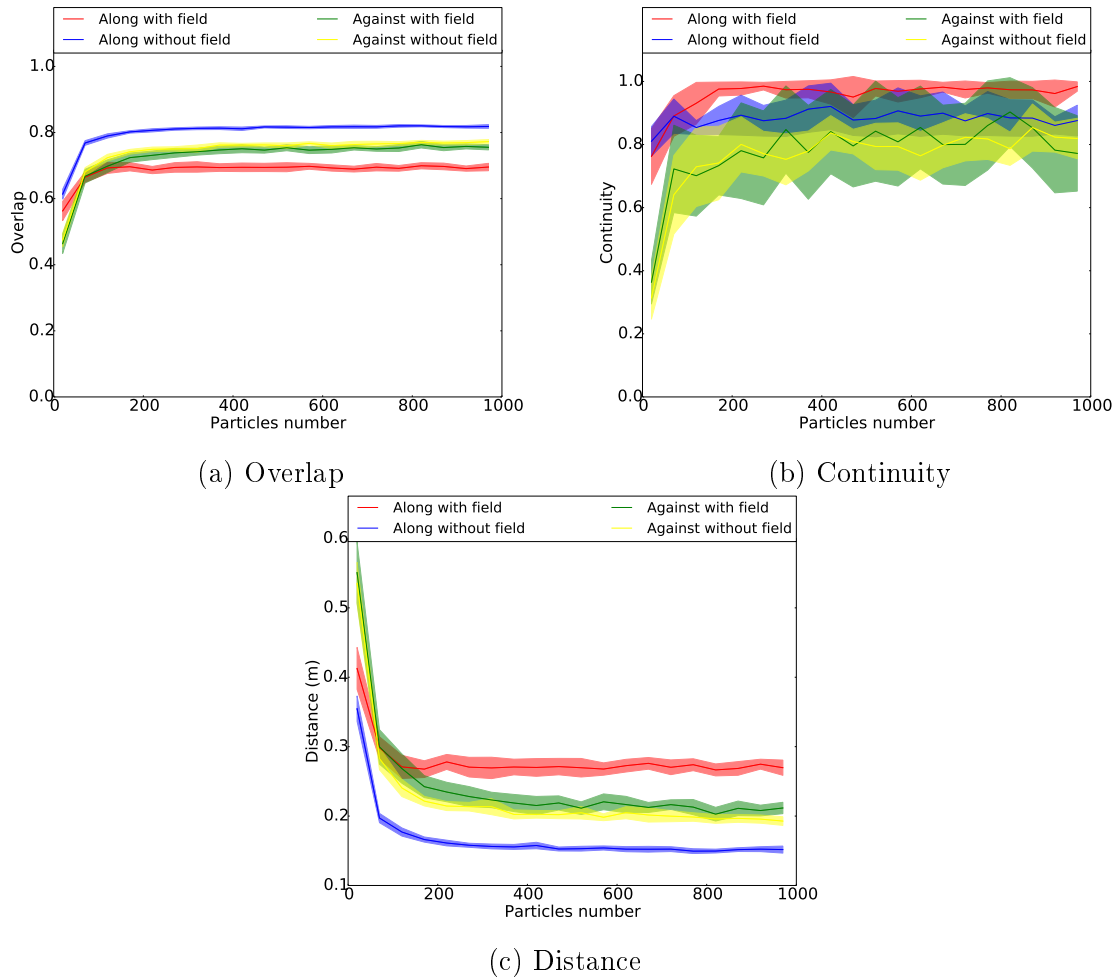 Along with field
Along without field
Against with field
Against without field
1.0
0.8
0.6
0.4
0.2
0.0
Overlap
0
200
400
600
800
1000
Particles number
(a) Overlap
Along with field
Along without field
Against with field
Against without field
1.0
0.8
0.6
0.4
0.2
0.0
Continuity
0
200
400
600
800
1000
Particles number
(b) Continuity
Along with field
Along without field
Against with field
Against without field
0.6
0.5
0.4
0.3
0.2
0.1
Distance (m)
0
200
400
600
800
1000
Particles number
(c) Distance